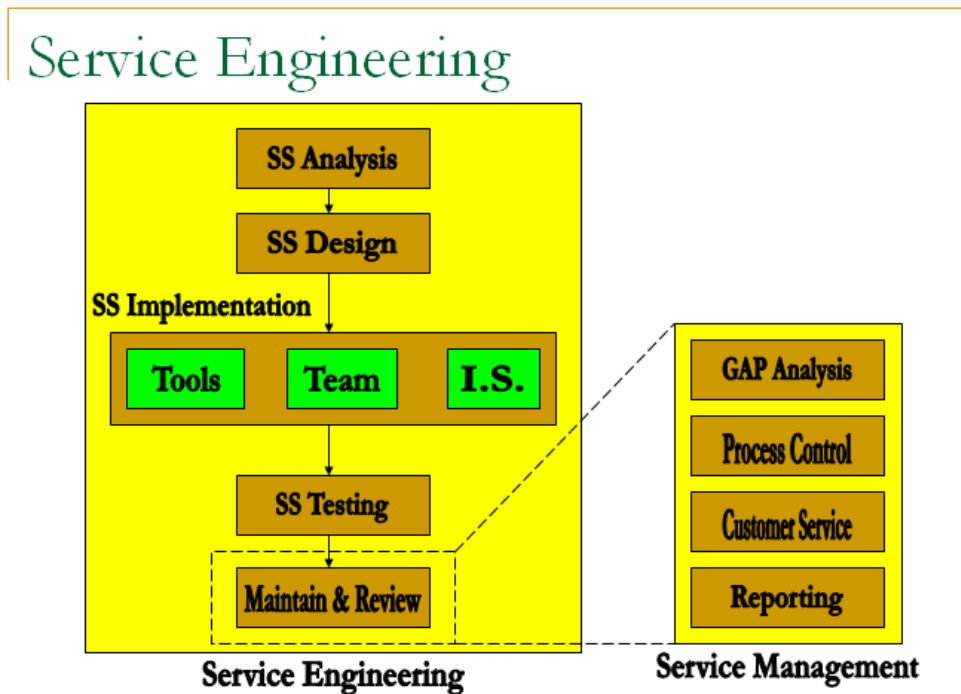 Service Engineering
SS Analysis
SS Design
SS Implementation
Tools
Team
I.S.
SS Testing
Maintain & Review
Service Engineering
GAP Analysis
Process Control
Customer Service
Reporting
Service Management